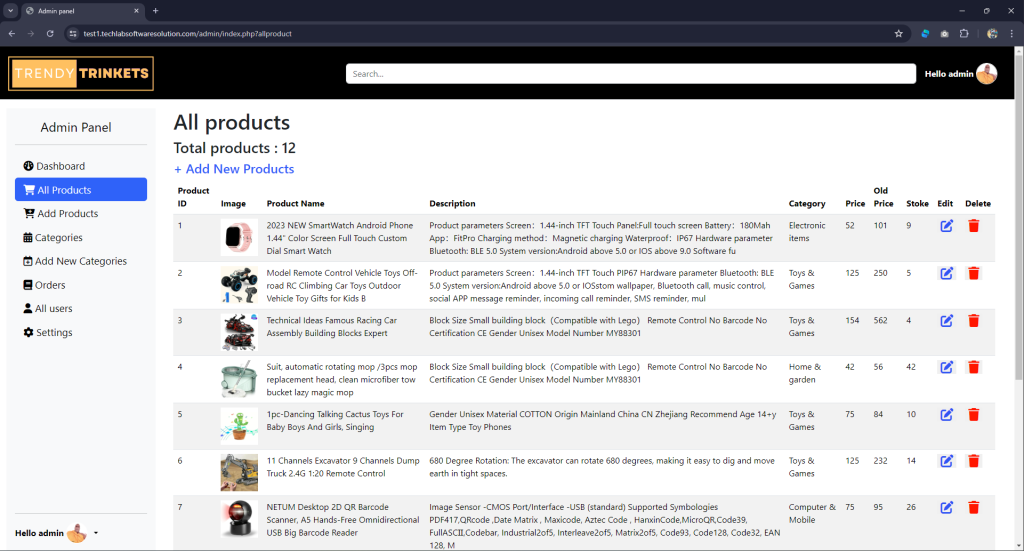 Admin panel
test1.techlabsoftwaresolution.com/admin/index.php?allproduct
TRENDY TRINKETS
Search...
Hello admin
Admin Panel
Dashboard
All Products
Add Products
Categories
Add New Categories
Orders
All users
Settings
Hello admin
All products
Total products : 12
+ Add New Products
Product ID Image Product Name Description Category Price Old Price Stoke Edit Delete
1
2023 NEW SmartWatch Android Phone
1.44" Color Screen Full Touch Custom
Dial Smart Watch
Product parameters Screen： 1.44-inch TFT Touch Panel:Full touch screen Battery： 180Mah
App： FitPro Charging method： Magnetic charging Waterproof： IP67 Hardware parameter
Bluetooth: BLE 5.0 System version:Android above 5.0 or IOS above 9.0 Software fu
Electronic
items
52 101 9
2
Model Remote Control Vehicle Toys Off-
road RC Climbing Car Toys Outdoor
Vehicle Toy Gifts for Kids B
Product parameters Screen： 1.44-inch TFT Touch PIP67 Hardware parameter Bluetooth: BLE
5.0 System version:Android above 5.0 or IOSstom wallpaper, Bluetooth call, music control,
social APP message reminder, incoming call reminder, SMS reminder, mul
Toys &
Games
125 250 5
3
Technical Ideas Famous Racing Car
Assembly Building Blocks Expert
Block Size Small building block（Compatible with Lego） Remote Control No Barcode No
Certification CE Gender Unisex Model Number MY88301
Toys &
Games
154 562 4
4
Suit, automatic rotating mop /3pcs mop
replacement head, clean microfiber tow
bucket lazy magic mop
Block Size Small building block（Compatible with Lego） Remote Control No Barcode No
Certification CE Gender Unisex Model Number MY88301
Home &
garden
42 56 42
5
1pc-Dancing Talking Cactus Toys For
Baby Boys And Girls, Singing
Gender Unisex Material COTTON Origin Mainland China CN Zhejiang Recommend Age 14+y
Item Type Toy Phones
Toys &
Games
75 84 10
6
11 Channels Excavator 9 Channels Dump
Truck 2.4G 1:20 Remote Control
680 Degree Rotation: The excavator can rotate 680 degrees, making it easy to dig and move
earth in tight spaces.
Toys &
Games
125 232 14
7
NETUM Desktop 2D QR Barcode
Scanner, A5 Hands-Free Omnidirectional
USB Big Barcode Reader
Image Sensor -CMOS Port/Interface -USB (standard) Supported Symbologies
PDF417,QRcode ,Date Matrix , Maxicode, Aztec Code , HanxinCode,MicroQR,Code39,
FullASCII,Codebar, Industrial2of5, Interleave2of5, Matrix2of5, Code93, Code128, Code32, EAN
128, M
Computer &
Mobile
75 95 26